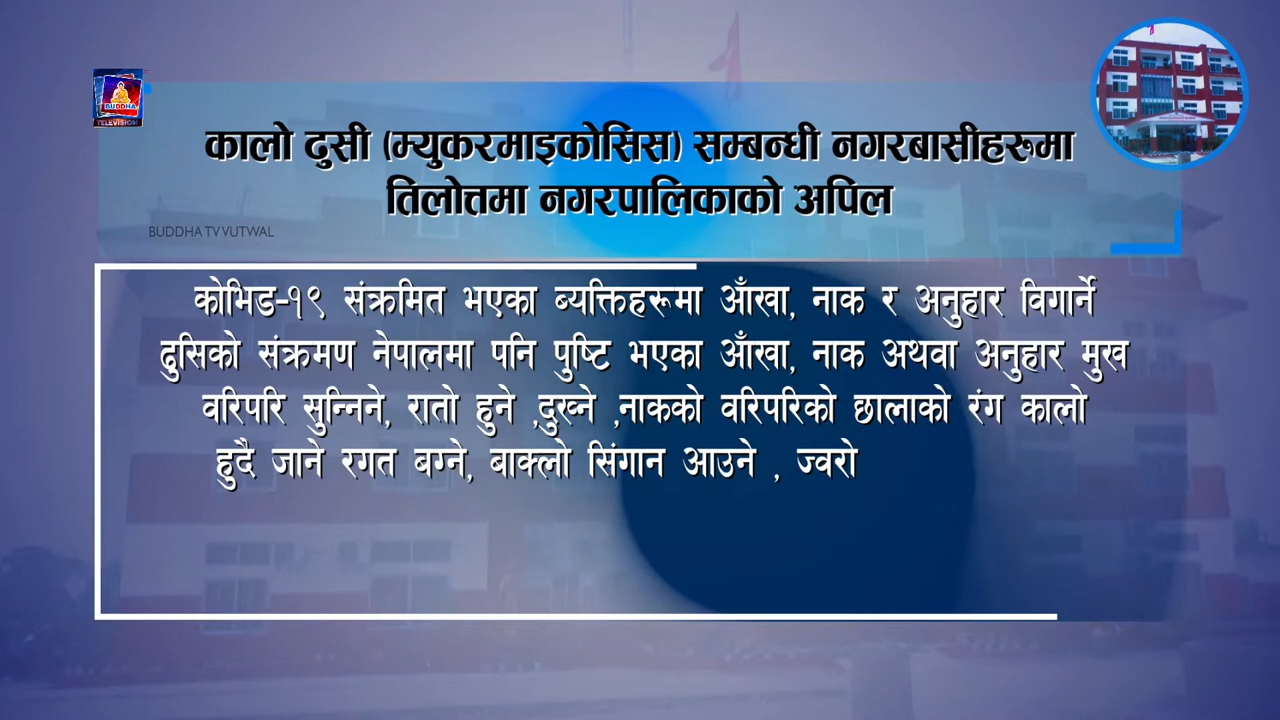 BUDDHA
TELEVISION
कालो ढुसी (म्युकरमाइकोसिस) सम्बन्धी नगरबासीहरुमा
तिलोत्तमा नगरपालिकाको अपिल
BUDDHA TV VUTWAL
कोभिड-१९ संक्रमित भएका ब्यक्तिहरूमा आँखा, नाक र अनुहार विगार्ने
ढुसिको संक्रमण नेपालमा पनि पुष्टि भएका आँखा, नाक अथवा अनुहार मुख
वरिपरि सुन्निने, रातो हुने ,दुख्ने ,नाकको वरिपरिको छालाको रंग कालो
हुदै जाने रगत बग्ने, बाक्लो सिंगान आउने , ज्वरो